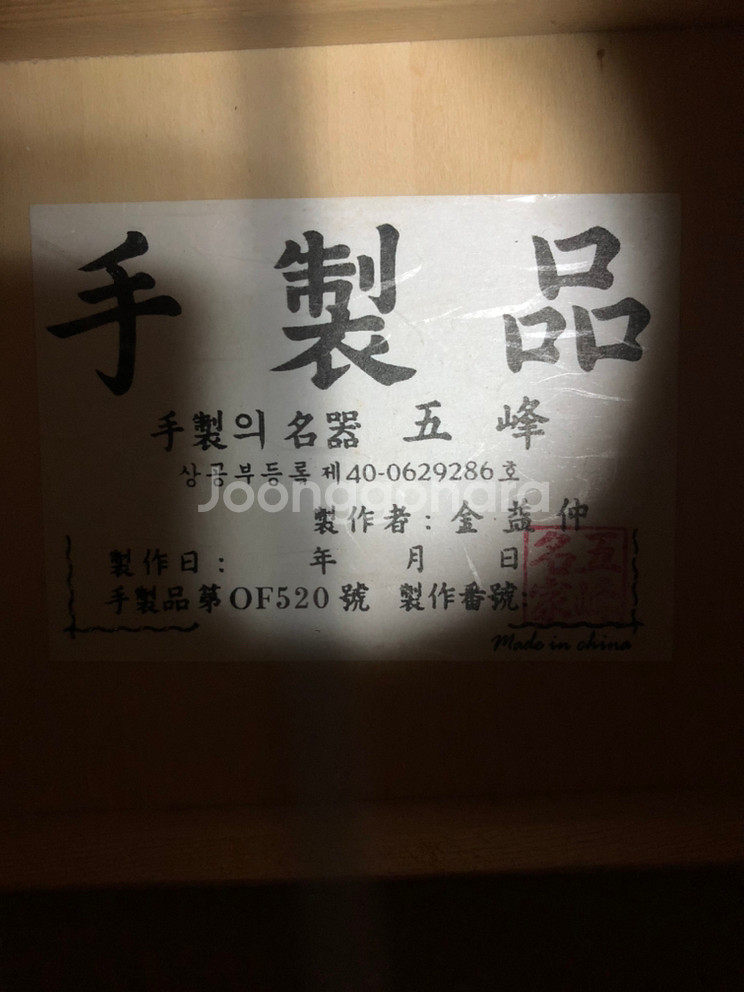 手製品
手製의 名器 五 峰
상공부등록 제40-0629286호
Joonggonara
製作者: 金 益 仲
製作日: 年 月 日
手製品 第OF520號 製作番號:
Made in china